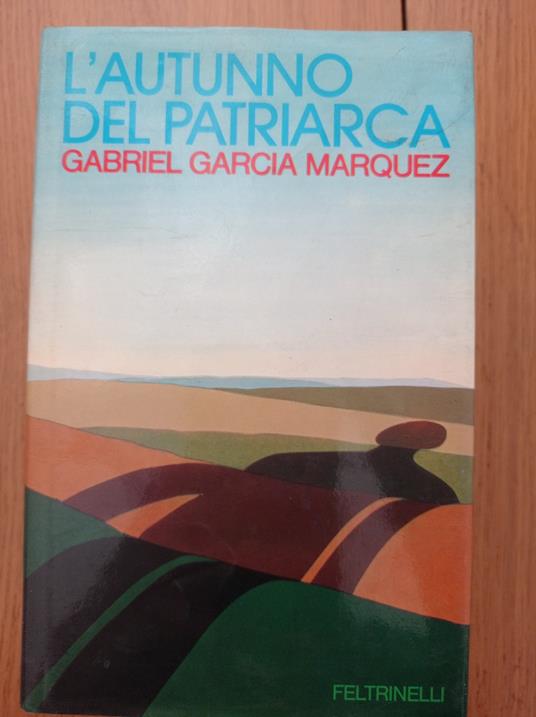 L'AUTUNNO
DEL PATRIARCA
GABRIEL GARCIA MARQUEZ
FELTRINELLI